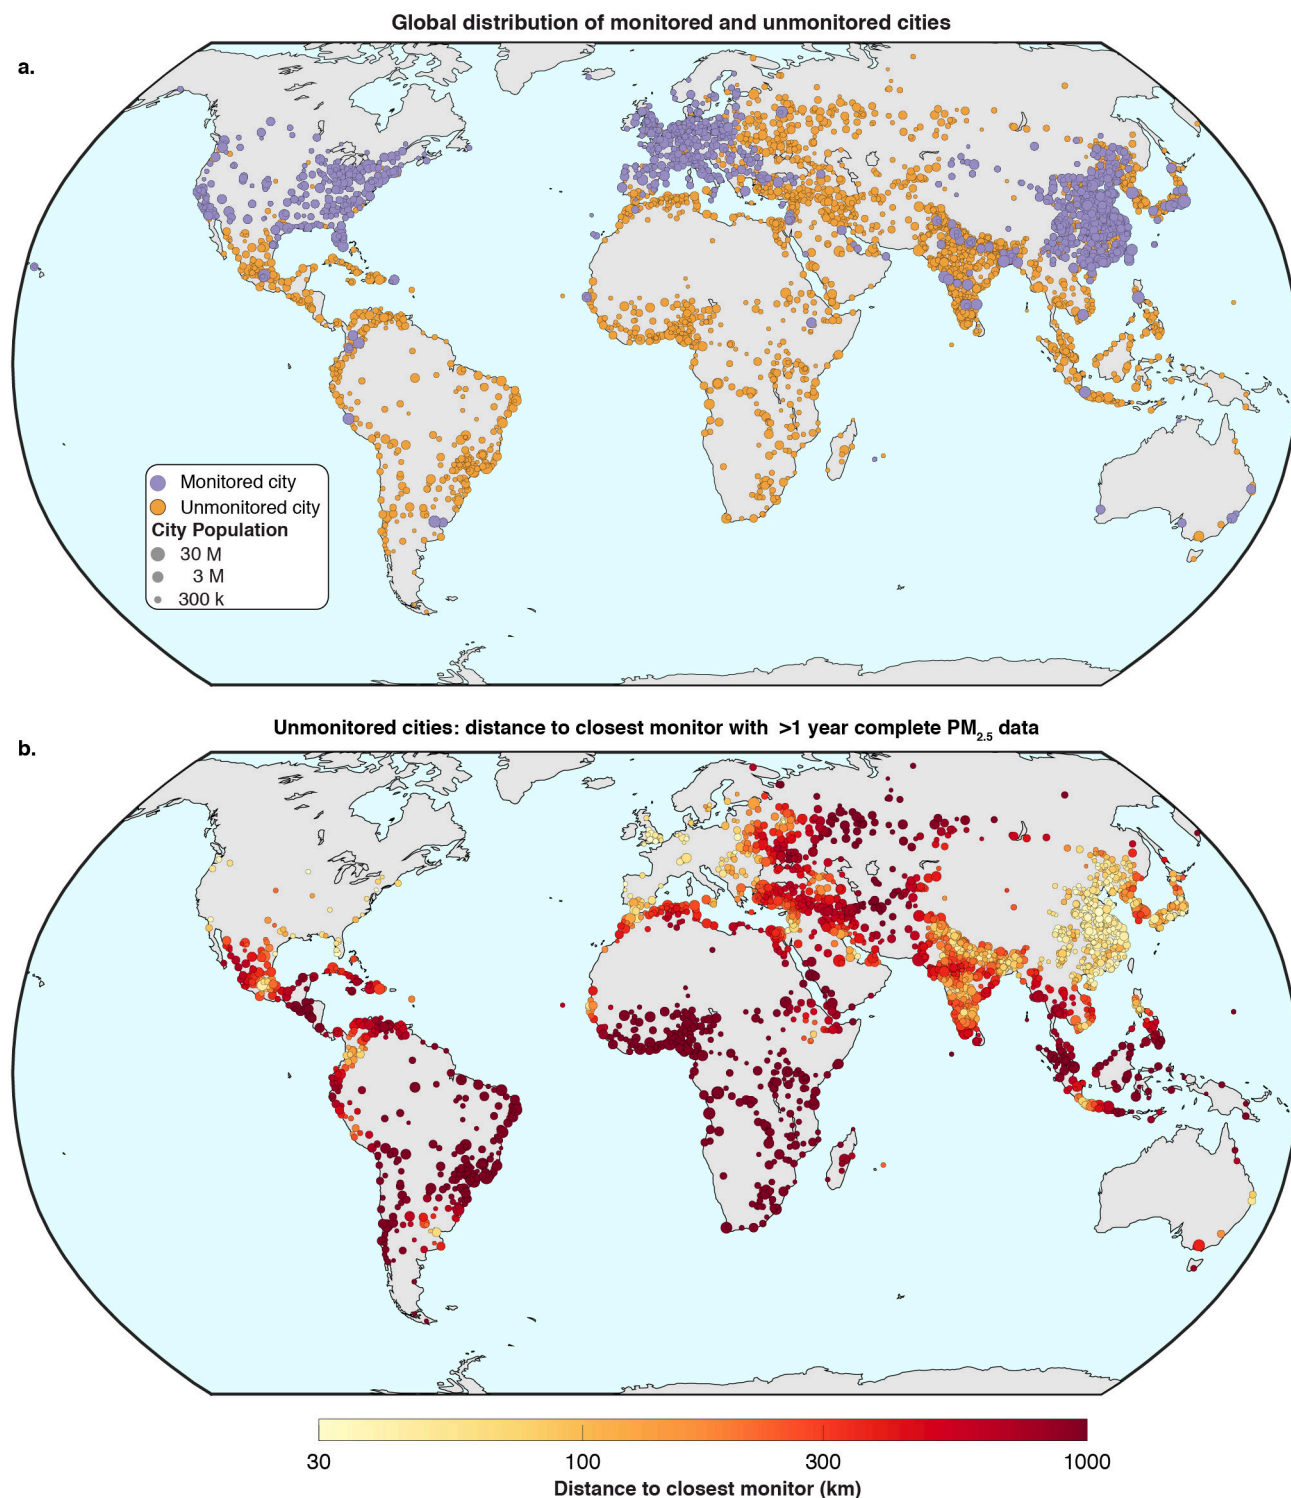 Global distribution of monitored and unmonitored cities
a.
Monitored city
Unmonitored city
City Population
30 M
3 M
300 k
Unmonitored cities: distance to closest monitor with >1 year complete PM2.5 data
b.
30 100 300 1000
Distance to closest monitor (km)